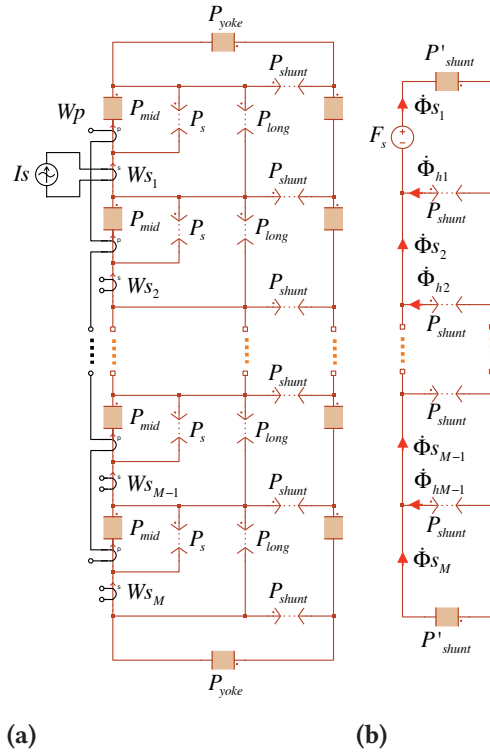 P_yoke
P_shunt
P'_shunt
Wp
P_mid
P_s
P_long
Φ̇s_1
p
F_s
Is
s
Ws_1
P_shunt
Φ̇_h1
P_mid
P_s
P_long
P_shunt
p
Φ̇s_2
s
Ws_2
P_shunt
Φ̇_h2
P_shunt
P_mid
P_s
P_long
P_shunt
p
Φ̇s_M−1
s
Ws_M−1
P_shunt
Φ̇_hM−1
P_mid
P_s
P_long
P_shunt
p
Φ̇s_M
s
Ws_M
P_shunt
P_yoke
P'_shunt
(a) (b)